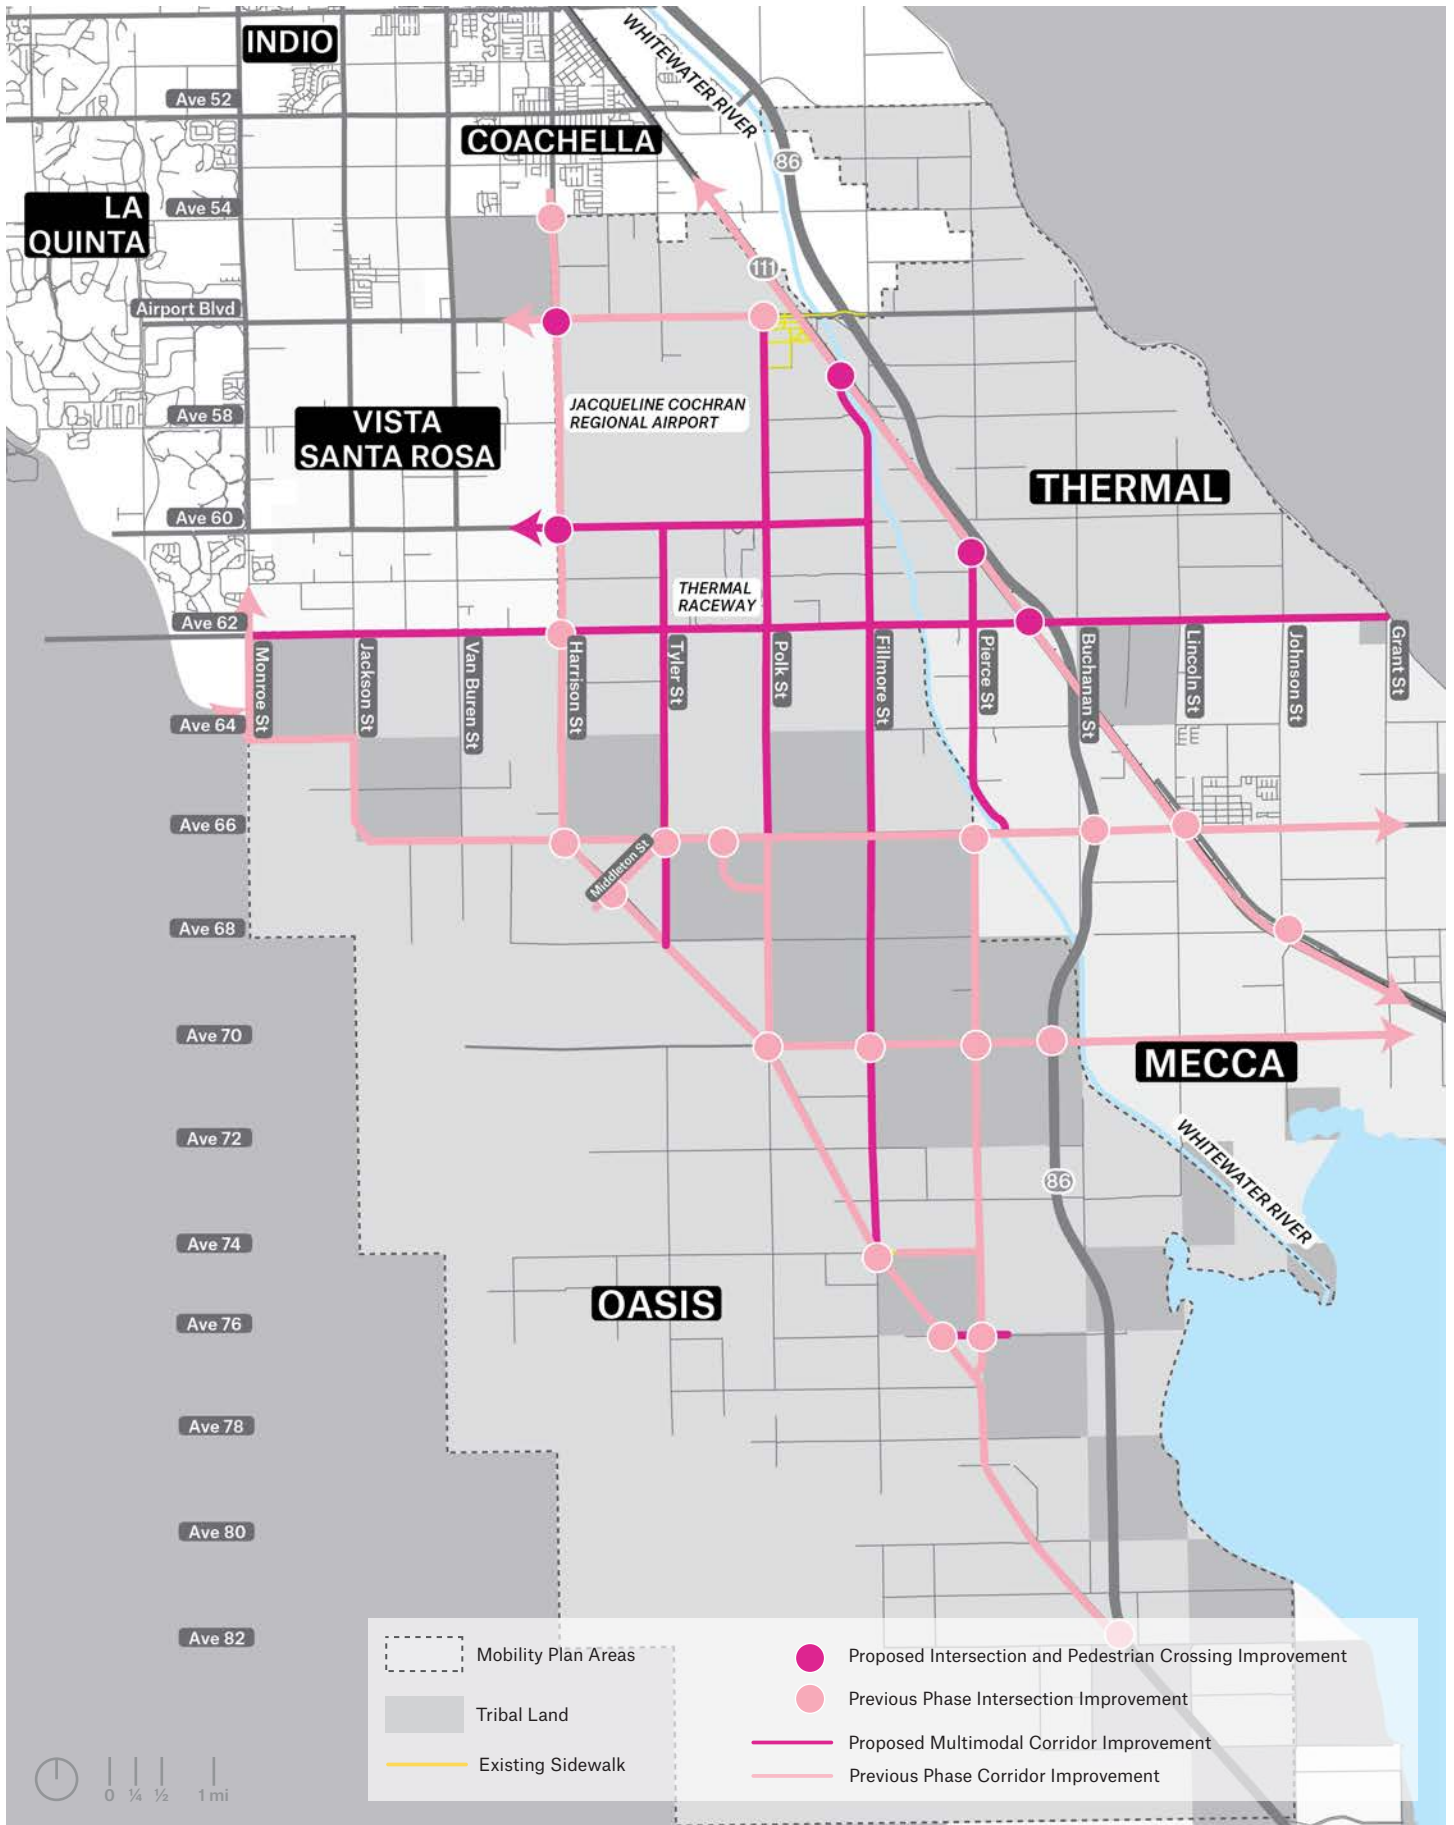 INDIO
WHITEWATER RIVER
Ave 52
COACHELLA
86
LA
QUINTA
Ave 54
111
Airport Blvd
JACQUELINE COCHRAN
REGIONAL AIRPORT
Ave 58
VISTA
SANTA ROSA
THERMAL
Ave 60
THERMAL
RACEWAY
Ave 62
Monroe St
Jackson St
Van Buren St
Harrison St
Tyler St
Polk St
Fillmore St
Pierce St
Buchanan St
Lincoln St
Johnson St
Grant St
Ave 64
Ave 66
Middleton St
Ave 68
Ave 70
MECCA
Ave 72
WHITEWATER RIVER
86
Ave 74
OASIS
Ave 76
Ave 78
Ave 80
Ave 82
Mobility Plan Areas
Tribal Land
Existing Sidewalk
Proposed Intersection and Pedestrian Crossing Improvement
Previous Phase Intersection Improvement
Proposed Multimodal Corridor Improvement
Previous Phase Corridor Improvement
0 ¼ ½ 1 mi